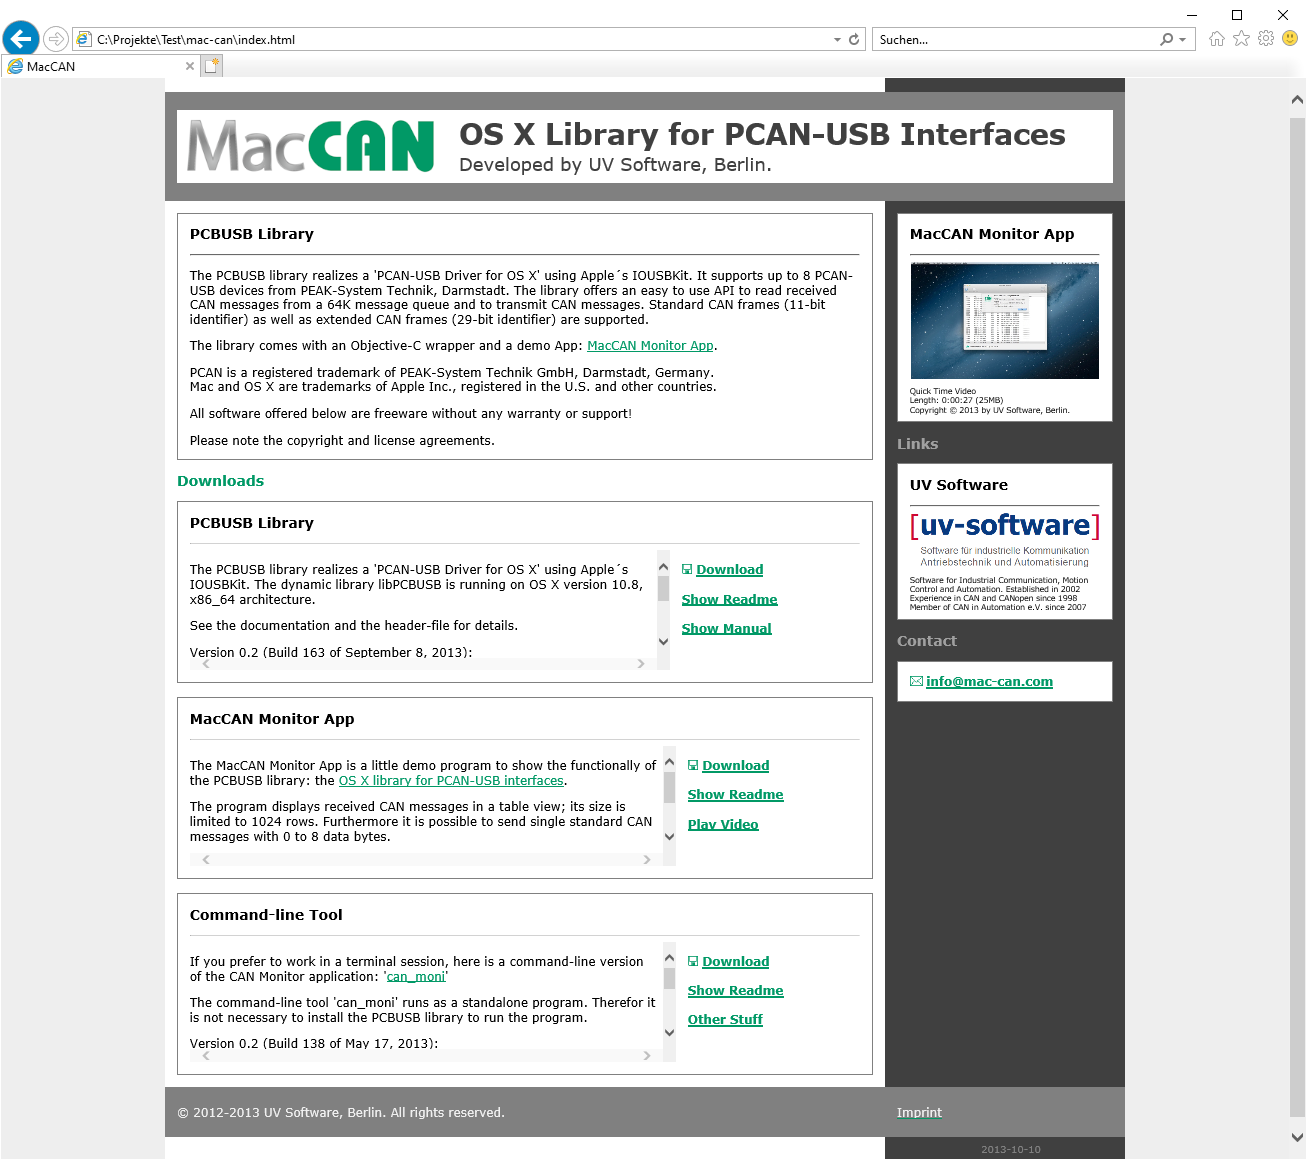 C:\Projekte\Test\mac-can\index.html
Suchen...
MacCAN
MacCAN
OS X Library for PCAN-USB Interfaces
Developed by UV Software, Berlin.
PCBUSB Library
The PCBUSB library realizes a 'PCAN-USB Driver for OS X' using Apple´s IOUSBKit. It supports up to 8 PCAN-
USB devices from PEAK-System Technik, Darmstadt. The library offers an easy to use API to read received
CAN messages from a 64K message queue and to transmit CAN messages. Standard CAN frames (11-bit
identifier) as well as extended CAN frames (29-bit identifier) are supported.
The library comes with an Objective-C wrapper and a demo App: MacCAN Monitor App.
PCAN is a registered trademark of PEAK-System Technik GmbH, Darmstadt, Germany.
Mac and OS X are trademarks of Apple Inc., registered in the U.S. and other countries.
All software offered below are freeware without any warranty or support!
Please note the copyright and license agreements.
Downloads
PCBUSB Library
The PCBUSB library realizes a 'PCAN-USB Driver for OS X' using Apple´s
IOUSBKit. The dynamic library libPCBUSB is running on OS X version 10.8,
x86_64 architecture.
See the documentation and the header-file for details.
Version 0.2 (Build 163 of September 8, 2013):
Download
Show Readme
Show Manual
MacCAN Monitor App
The MacCAN Monitor App is a little demo program to show the functionally of
the PCBUSB library: the OS X library for PCAN-USB interfaces.
The program displays received CAN messages in a table view; its size is
limited to 1024 rows. Furthermore it is possible to send single standard CAN
messages with 0 to 8 data bytes.
Download
Show Readme
Play Video
Command-line Tool
If you prefer to work in a terminal session, here is a command-line version
of the CAN Monitor application: 'can_moni'
The command-line tool 'can_moni' runs as a standalone program. Therefor it
is not necessary to install the PCBUSB library to run the program.
Version 0.2 (Build 138 of May 17, 2013):
Download
Show Readme
Other Stuff
MacCAN Monitor App
Quick Time Video
Length: 0:00:27 (25MB)
Copyright © 2013 by UV Software, Berlin.
Links
UV Software
[uv-software]
Software für industrielle Kommunikation
Antriebstechnik und Automatisierung
Software for Industrial Communication, Motion
Control and Automation. Established in 2002
Experience in CAN and CANopen since 1998
Member of CAN in Automation e.V. since 2007
Contact
info@mac-can.com
© 2012-2013 UV Software, Berlin. All rights reserved.
Imprint
2013-10-10